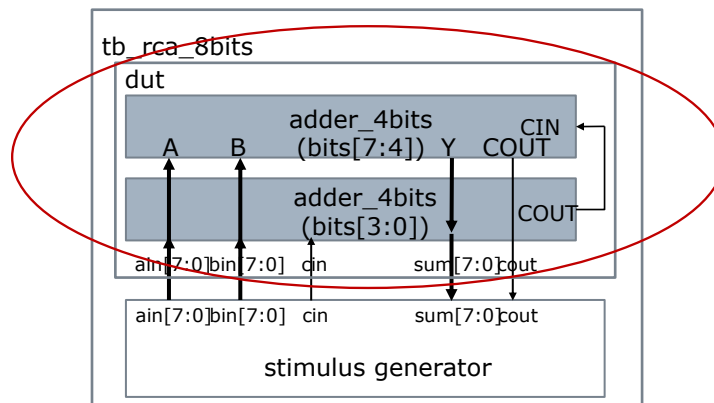 tb_rca_8bits
dut
adder_4bits
CIN
A B (bits[7:4] Y COUT
adder_4bits
COUT
(bits[3:0])
ain[7:0] bin[7:0] cin sum[7:0] cout
ain[7:0] bin[7:0] cin sum[7:0] cout
stimulus generator